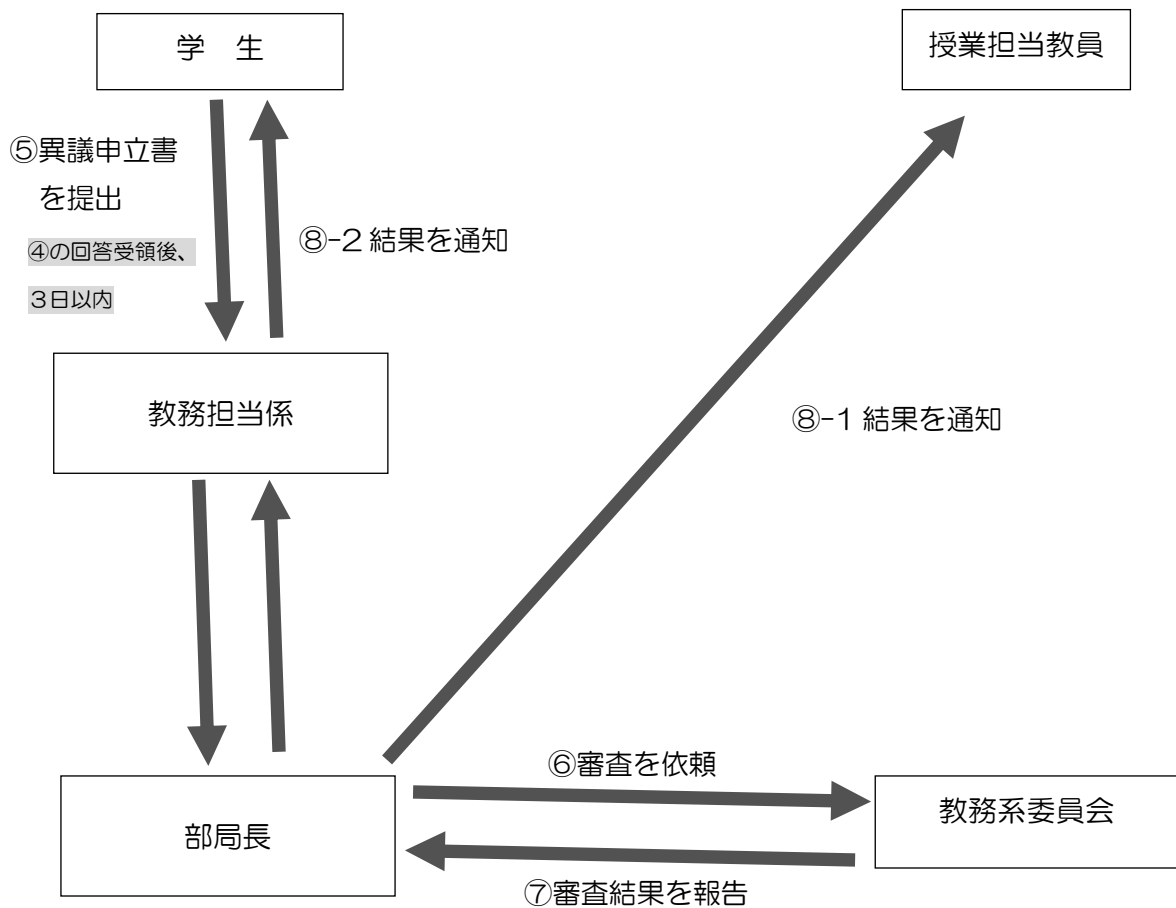 学　生
授業担当教員
⑤異議申立書
を提出
④の回答受領後、
３日以内
⑧-2 結果を通知
教務担当係
⑧-1 結果を通知
⑥審査を依頼
部局長
教務系委員会
⑦審査結果を報告